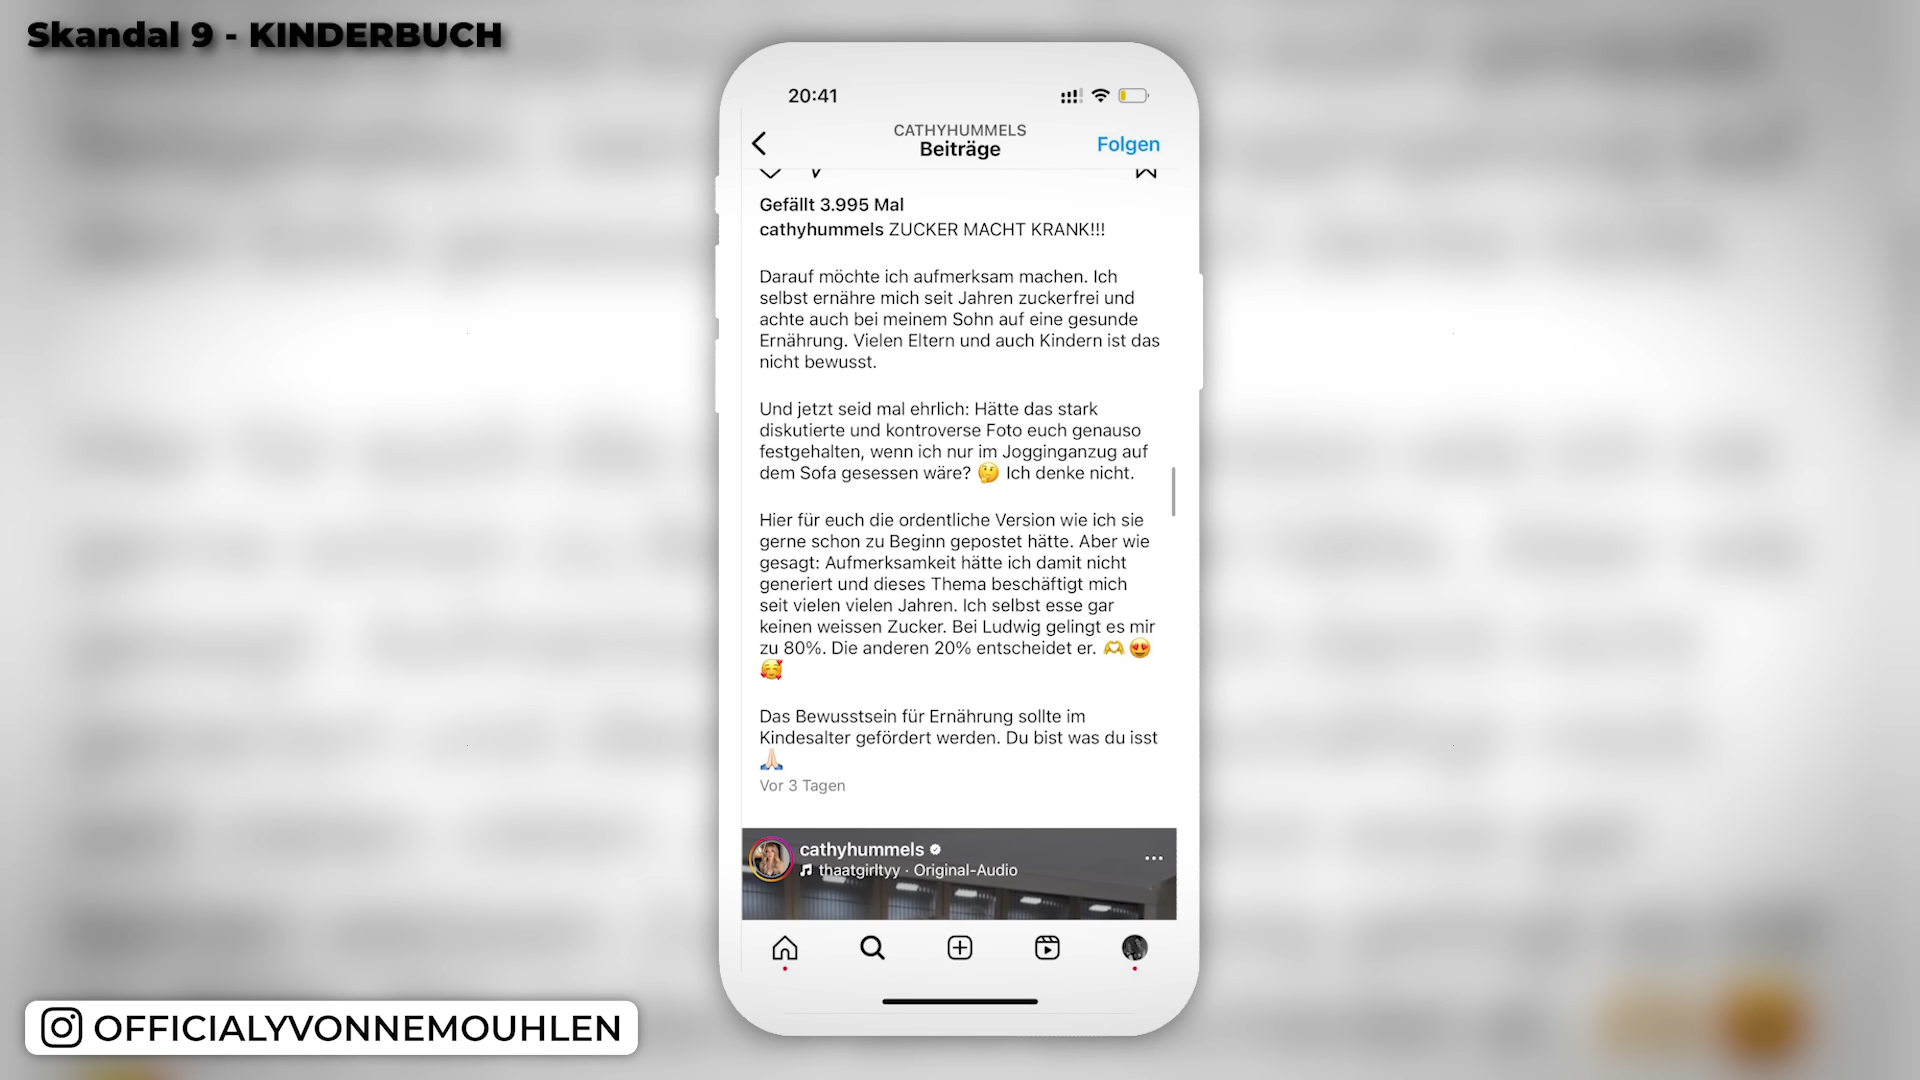 Skandal 9 - KINDERBUCH
20:41
CATHYHUMMELS
Beiträge
Folgen
Gefällt 3.995 Mal
cathyhummels ZUCKER MACHT KRANK!!!
Darauf möchte ich aufmerksam machen. Ich
selbst ernähre mich seit Jahren zuckerfrei und
achte auch bei meinem Sohn auf eine gesunde
Ernährung. Vielen Eltern und auch Kindern ist das
nicht bewusst.
Und jetzt seid mal ehrlich: Hätte das stark
diskutierte und kontroverse Foto euch genauso
festgehalten, wenn ich nur im Jogginganzug auf
dem Sofa gesessen wäre? 🤔 Ich denke nicht.
Hier für euch die ordentliche Version wie ich sie
gerne schon zu Beginn gepostet hätte. Aber wie
gesagt: Aufmerksamkeit hätte ich damit nicht
generiert und dieses Thema beschäftigt mich
seit vielen vielen Jahren. Ich selbst esse gar
keinen weissen Zucker. Bei Ludwig gelingt es mir
zu 80%. Die anderen 20% entscheidet er. 🫶😍
🥰
Das Bewusstsein für Ernährung sollte im
Kindesalter gefördert werden. Du bist was du isst
🙏🏻
Vor 3 Tagen
cathyhummels
thaatgirltyy · Original-Audio
OFFICIALYVONNEMOUHLEN